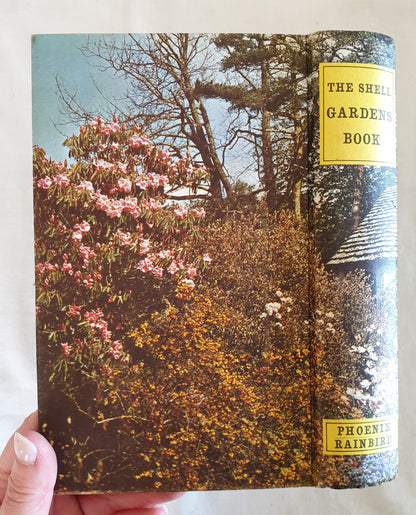 THE SHELL
GARDENS
BOOK
PHOENIX
RAINBIRD